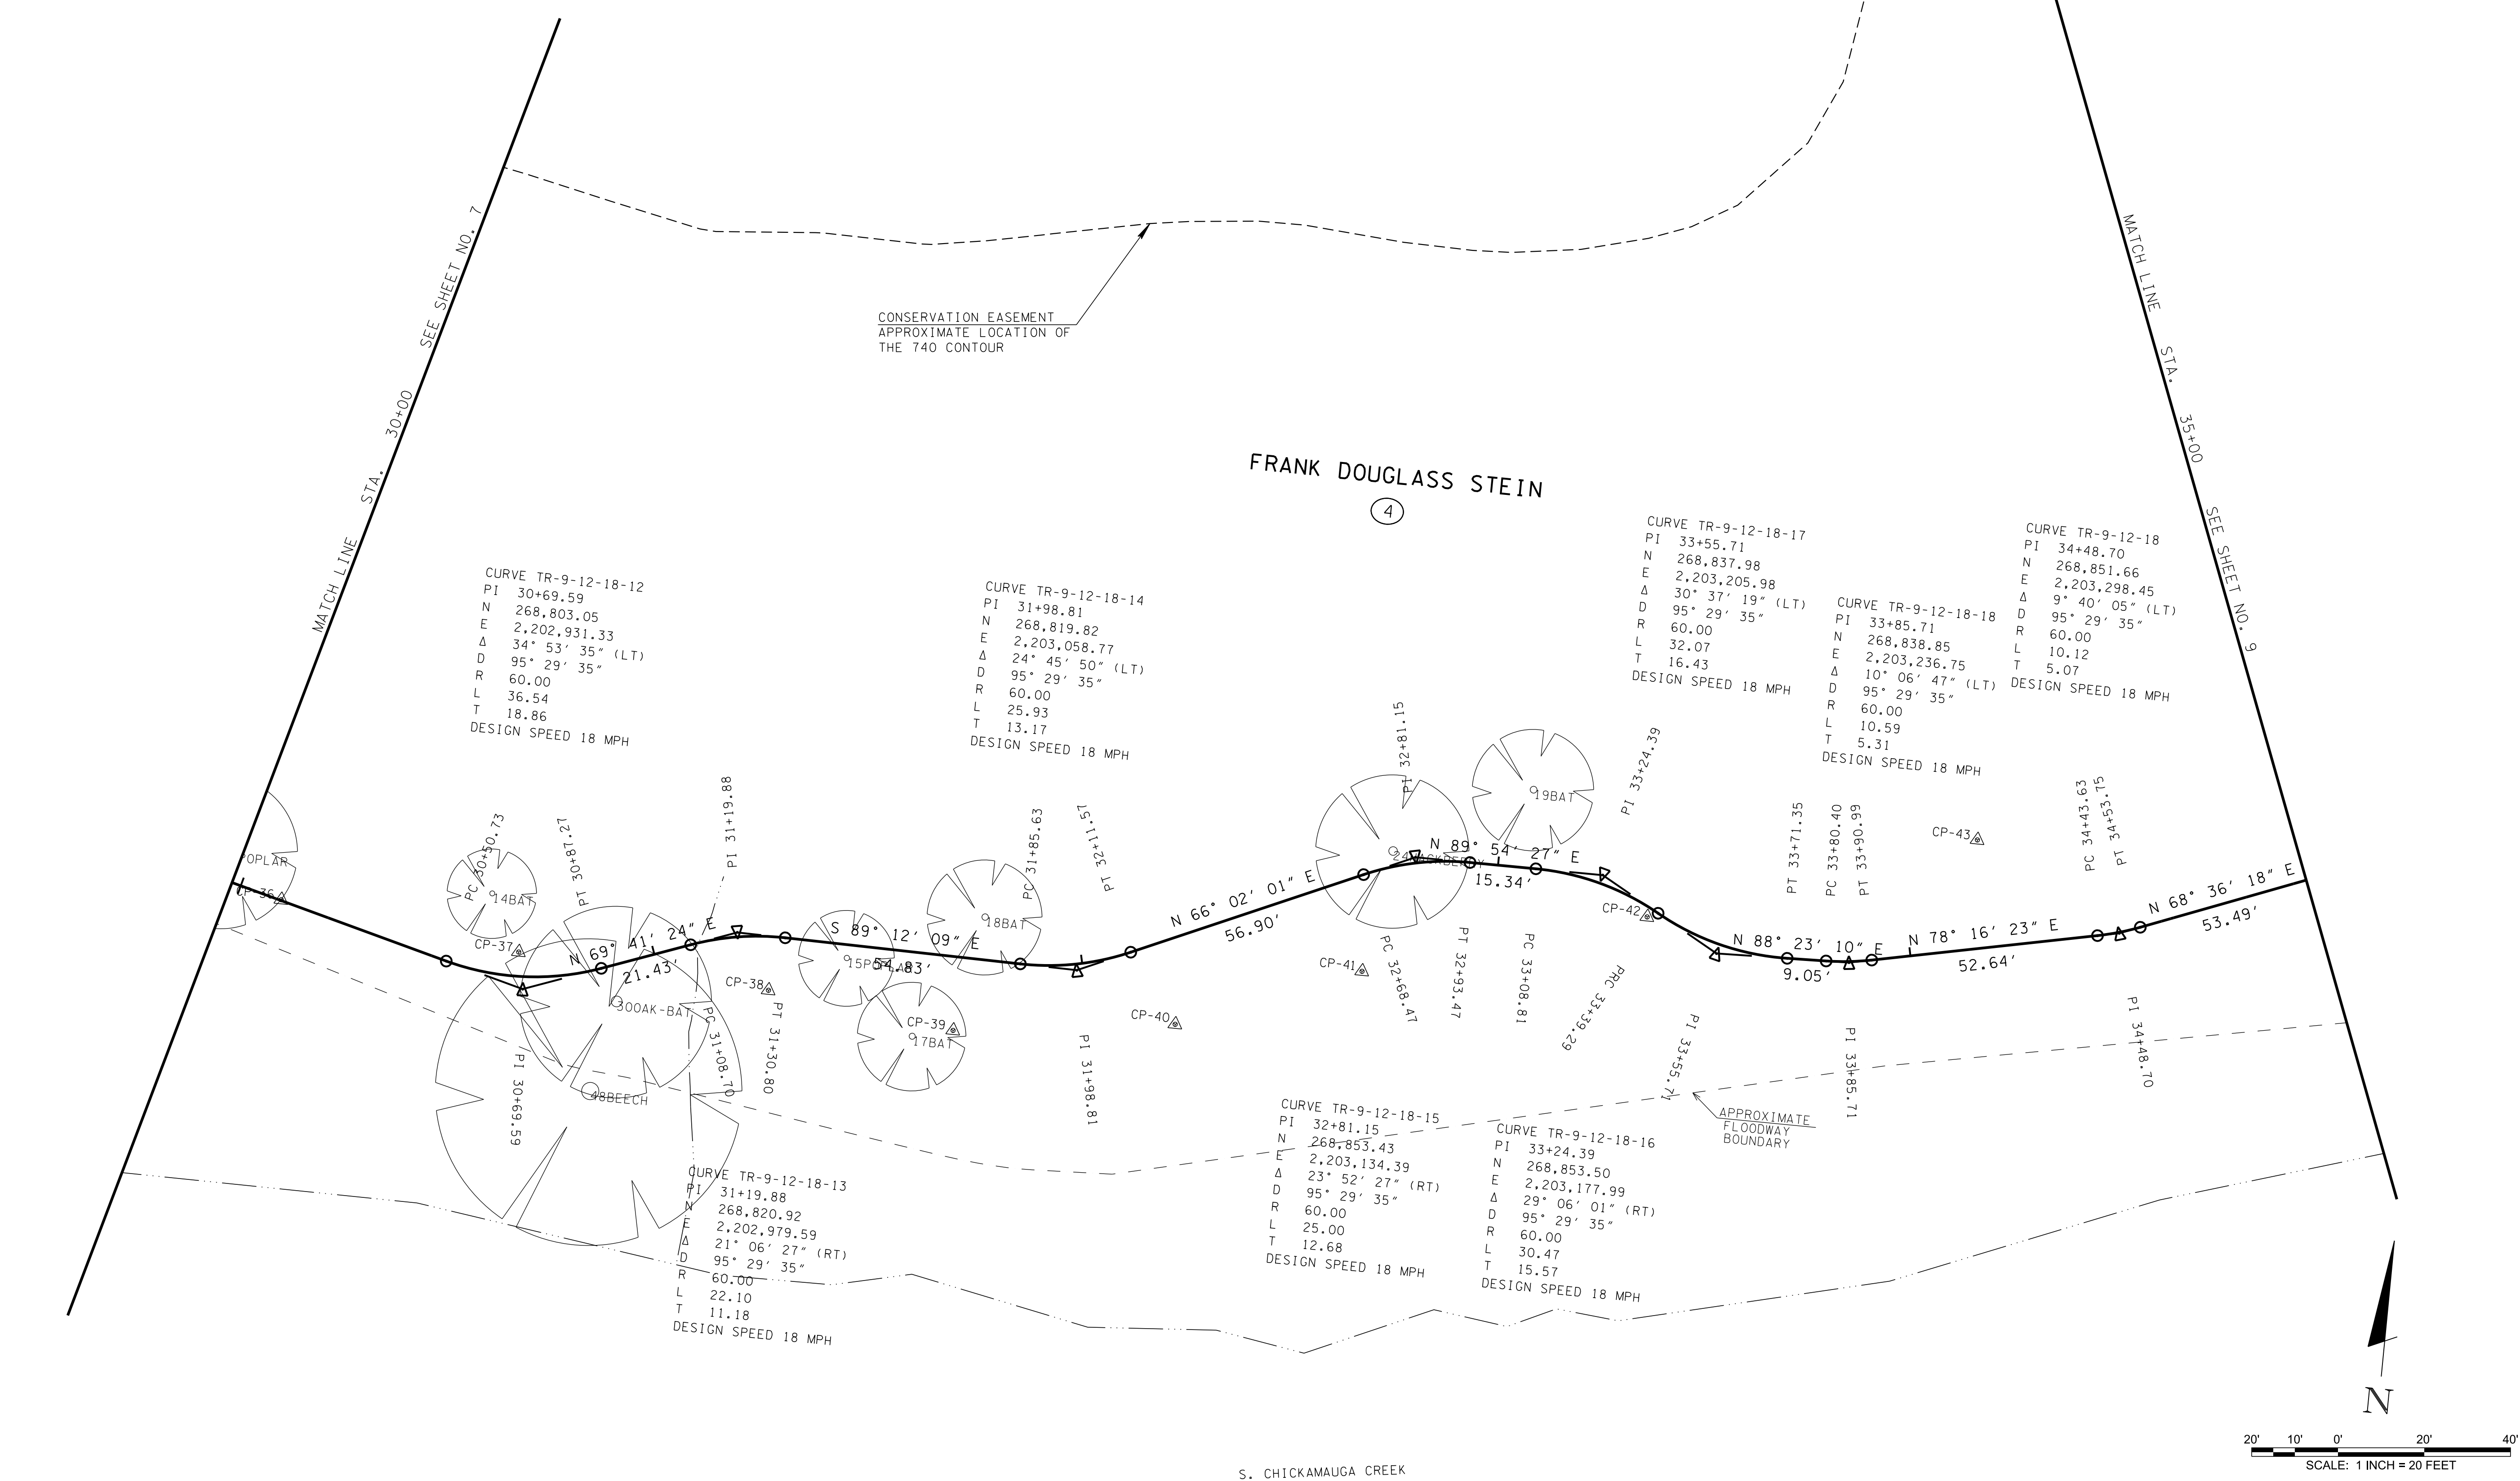 MATCH LINE STA. 30+00 SEE SHEET NO. 7
MATCH LINE STA. 35+00 SEE SHEET NO. 9
CONSERVATION EASEMENT
APPROXIMATE LOCATION OF
THE 740 CONTOUR
FRANK DOUGLASS STEIN
4
CURVE TR-9-12-18-12
PI 30+69.59
N 268,803.05
E 2,202,931.33
Δ 34° 53′ 35″ (LT)
D 95° 29′ 35″
R 60.00
L 36.54
T 18.86
DESIGN SPEED 18 MPH
CURVE TR-9-12-18-14
PI 31+98.81
N 268,819.82
E 2,203,058.77
Δ 24° 45′ 50″ (LT)
D 95° 29′ 35″
R 60.00
L 25.93
T 13.17
DESIGN SPEED 18 MPH
CURVE TR-9-12-18-17
PI 33+55.71
N 268,837.98
E 2,203,205.98
Δ 30° 37′ 19″ (LT)
D 95° 29′ 35″
R 60.00
L 32.07
T 16.43
DESIGN SPEED 18 MPH
CURVE TR-9-12-18-18
PI 33+85.71
N 268,838.85
E 2,203,236.75
Δ 10° 06′ 47″ (LT)
D 95° 29′ 35″
R 60.00
L 10.59
T 5.31
DESIGN SPEED 18 MPH
CURVE TR-9-12-18
PI 34+48.70
N 268,851.66
E 2,203,298.45
Δ 9° 40′ 05″ (LT)
D 95° 29′ 35″
R 60.00
L 10.12
T 5.07
DESIGN SPEED 18 MPH
PC 30+50.73
PT 30+87.27
PI 31+19.88
PC 31+85.63
PT 32+11.57
PI 32+81.15
PI 33+24.39
PT 33+71.35
PC 33+80.40
PT 33+90.99
PC 34+43.63
PT 34+53.75
OPLAR
CP-36
14BAT
CP-37
N 69° 41′ 24″ E
21.43′
30OAK-BAT
48BEECH
CP-38
S 89° 12′ 09″ E
54.83′
15POPLAR
18BAT
CP-39
17BAT
CP-40
N 66° 02′ 01″ E
56.90′
N 89° 54′ 27″ E
15.34′
19BAT
CP-41
CP-42
CP-43
N 88° 23′ 10″ E
9.05′
N 78° 16′ 23″ E
52.64′
N 68° 36′ 18″ E
53.49′
PI 30+69.59
PC 31+08.70
PT 31+30.80
PI 31+98.81
PC 32+68.47
PT 32+93.47
PC 33+08.81
PRC 33+39.29
PI 33+55.71
PI 33+85.71
PI 34+48.70
APPROXIMATE
FLOODWAY
BOUNDARY
CURVE TR-9-12-18-13
PI 31+19.88
N 268,820.92
E 2,202,979.59
Δ 21° 06′ 27″ (RT)
D 95° 29′ 35″
R 60.00
L 22.10
T 11.18
DESIGN SPEED 18 MPH
CURVE TR-9-12-18-15
PI 32+81.15
N 268,853.43
E 2,203,134.39
Δ 23° 52′ 27″ (RT)
D 95° 29′ 35″
R 60.00
L 25.00
T 12.68
DESIGN SPEED 18 MPH
CURVE TR-9-12-18-16
PI 33+24.39
N 268,853.50
E 2,203,177.99
Δ 29° 06′ 01″ (RT)
D 95° 29′ 35″
R 60.00
L 30.47
T 15.57
DESIGN SPEED 18 MPH
S. CHICKAMAUGA CREEK
N
20' 10' 0' 20' 40'
SCALE: 1 INCH = 20 FEET